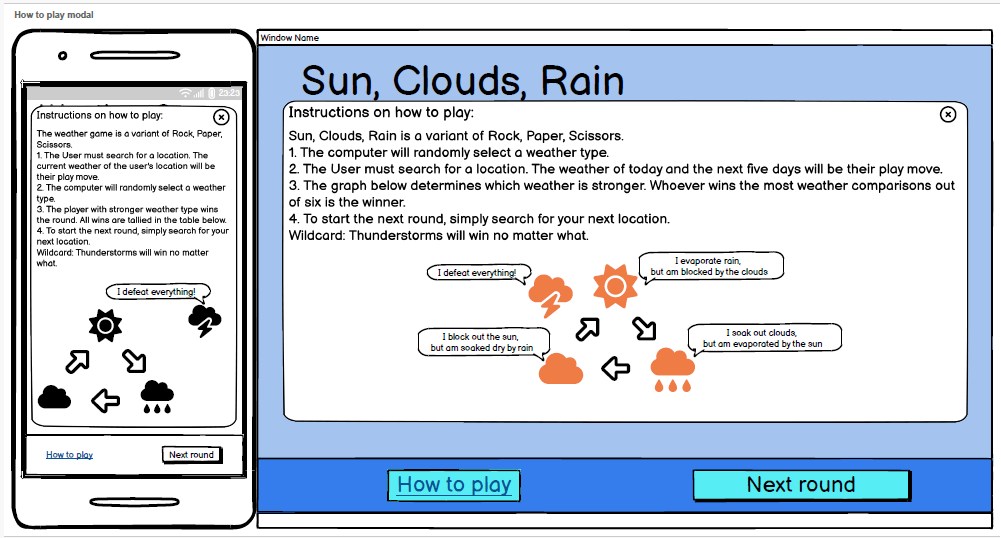 How to play modal
23:23
Instructions on how to play:
The weather game is a variant of Rock, Paper,
Scissors.
1. The User must search for a location. The
current weather of the user's location will be
their play move.
2. The computer will randomly select a weather
type.
3. The player with stronger weather type wins
the round. All wins are tallied in the table below.
4. To start the next round, simply search for your
next location.
Wildcard: Thunderstorms will win no matter
what.
I defeat everything!
How to play
Next round
Window Name
Sun, Clouds, Rain
Instructions on how to play:
Sun, Clouds, Rain is a variant of Rock, Paper, Scissors.
1. The computer will randomly select a weather type.
2. The User must search for a location. The weather of today and the next five days will be their play move.
3. The graph below determines which weather is stronger. Whoever wins the most weather comparisons out
of six is the winner.
4. To start the next round, simply search for your next location.
Wildcard: Thunderstorms will win no matter what.
I defeat everything!
I evaporate rain,
but am blocked by the clouds
I block out the sun,
but am soaked dry by rain
I soak out clouds,
but am evaporated by the sun
How to play
Next round